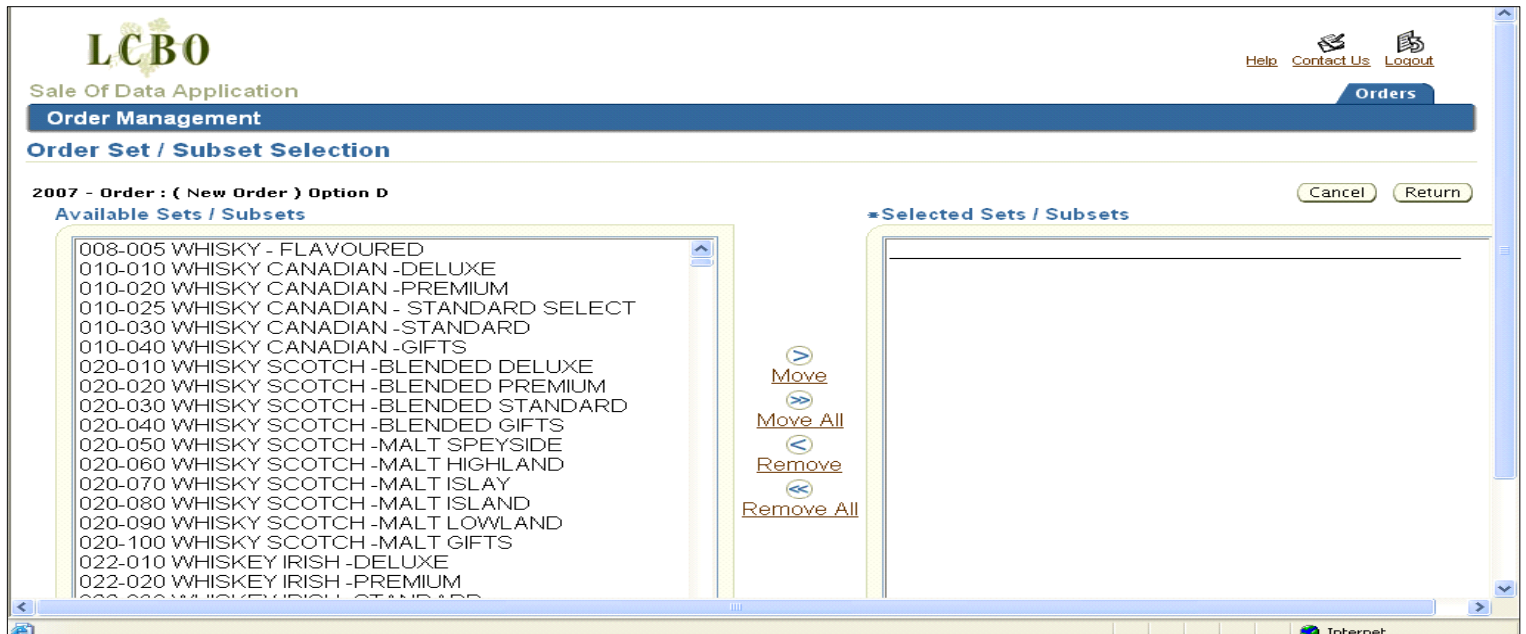 LCBO
Help Contact Us Logout
Sale Of Data Application
Orders
Order Management
Order Set / Subset Selection
2007 - Order : ( New Order ) Option D
Cancel Return
Available Sets / Subsets
*Selected Sets / Subsets
008-005 WHISKY - FLAVOURED
010-010 WHISKY CANADIAN -DELUXE
010-020 WHISKY CANADIAN -PREMIUM
010-025 WHISKY CANADIAN - STANDARD SELECT
010-030 WHISKY CANADIAN -STANDARD
010-040 WHISKY CANADIAN -GIFTS
020-010 WHISKY SCOTCH -BLENDED DELUXE
020-020 WHISKY SCOTCH -BLENDED PREMIUM
020-030 WHISKY SCOTCH -BLENDED STANDARD
020-040 WHISKY SCOTCH -BLENDED GIFTS
020-050 WHISKY SCOTCH -MALT SPEYSIDE
020-060 WHISKY SCOTCH -MALT HIGHLAND
020-070 WHISKY SCOTCH -MALT ISLAY
020-080 WHISKY SCOTCH -MALT ISLAND
020-090 WHISKY SCOTCH -MALT LOWLAND
020-100 WHISKY SCOTCH -MALT GIFTS
022-010 WHISKEY IRISH -DELUXE
022-020 WHISKEY IRISH -PREMIUM
Move
Move All
Remove
Remove All
Internet